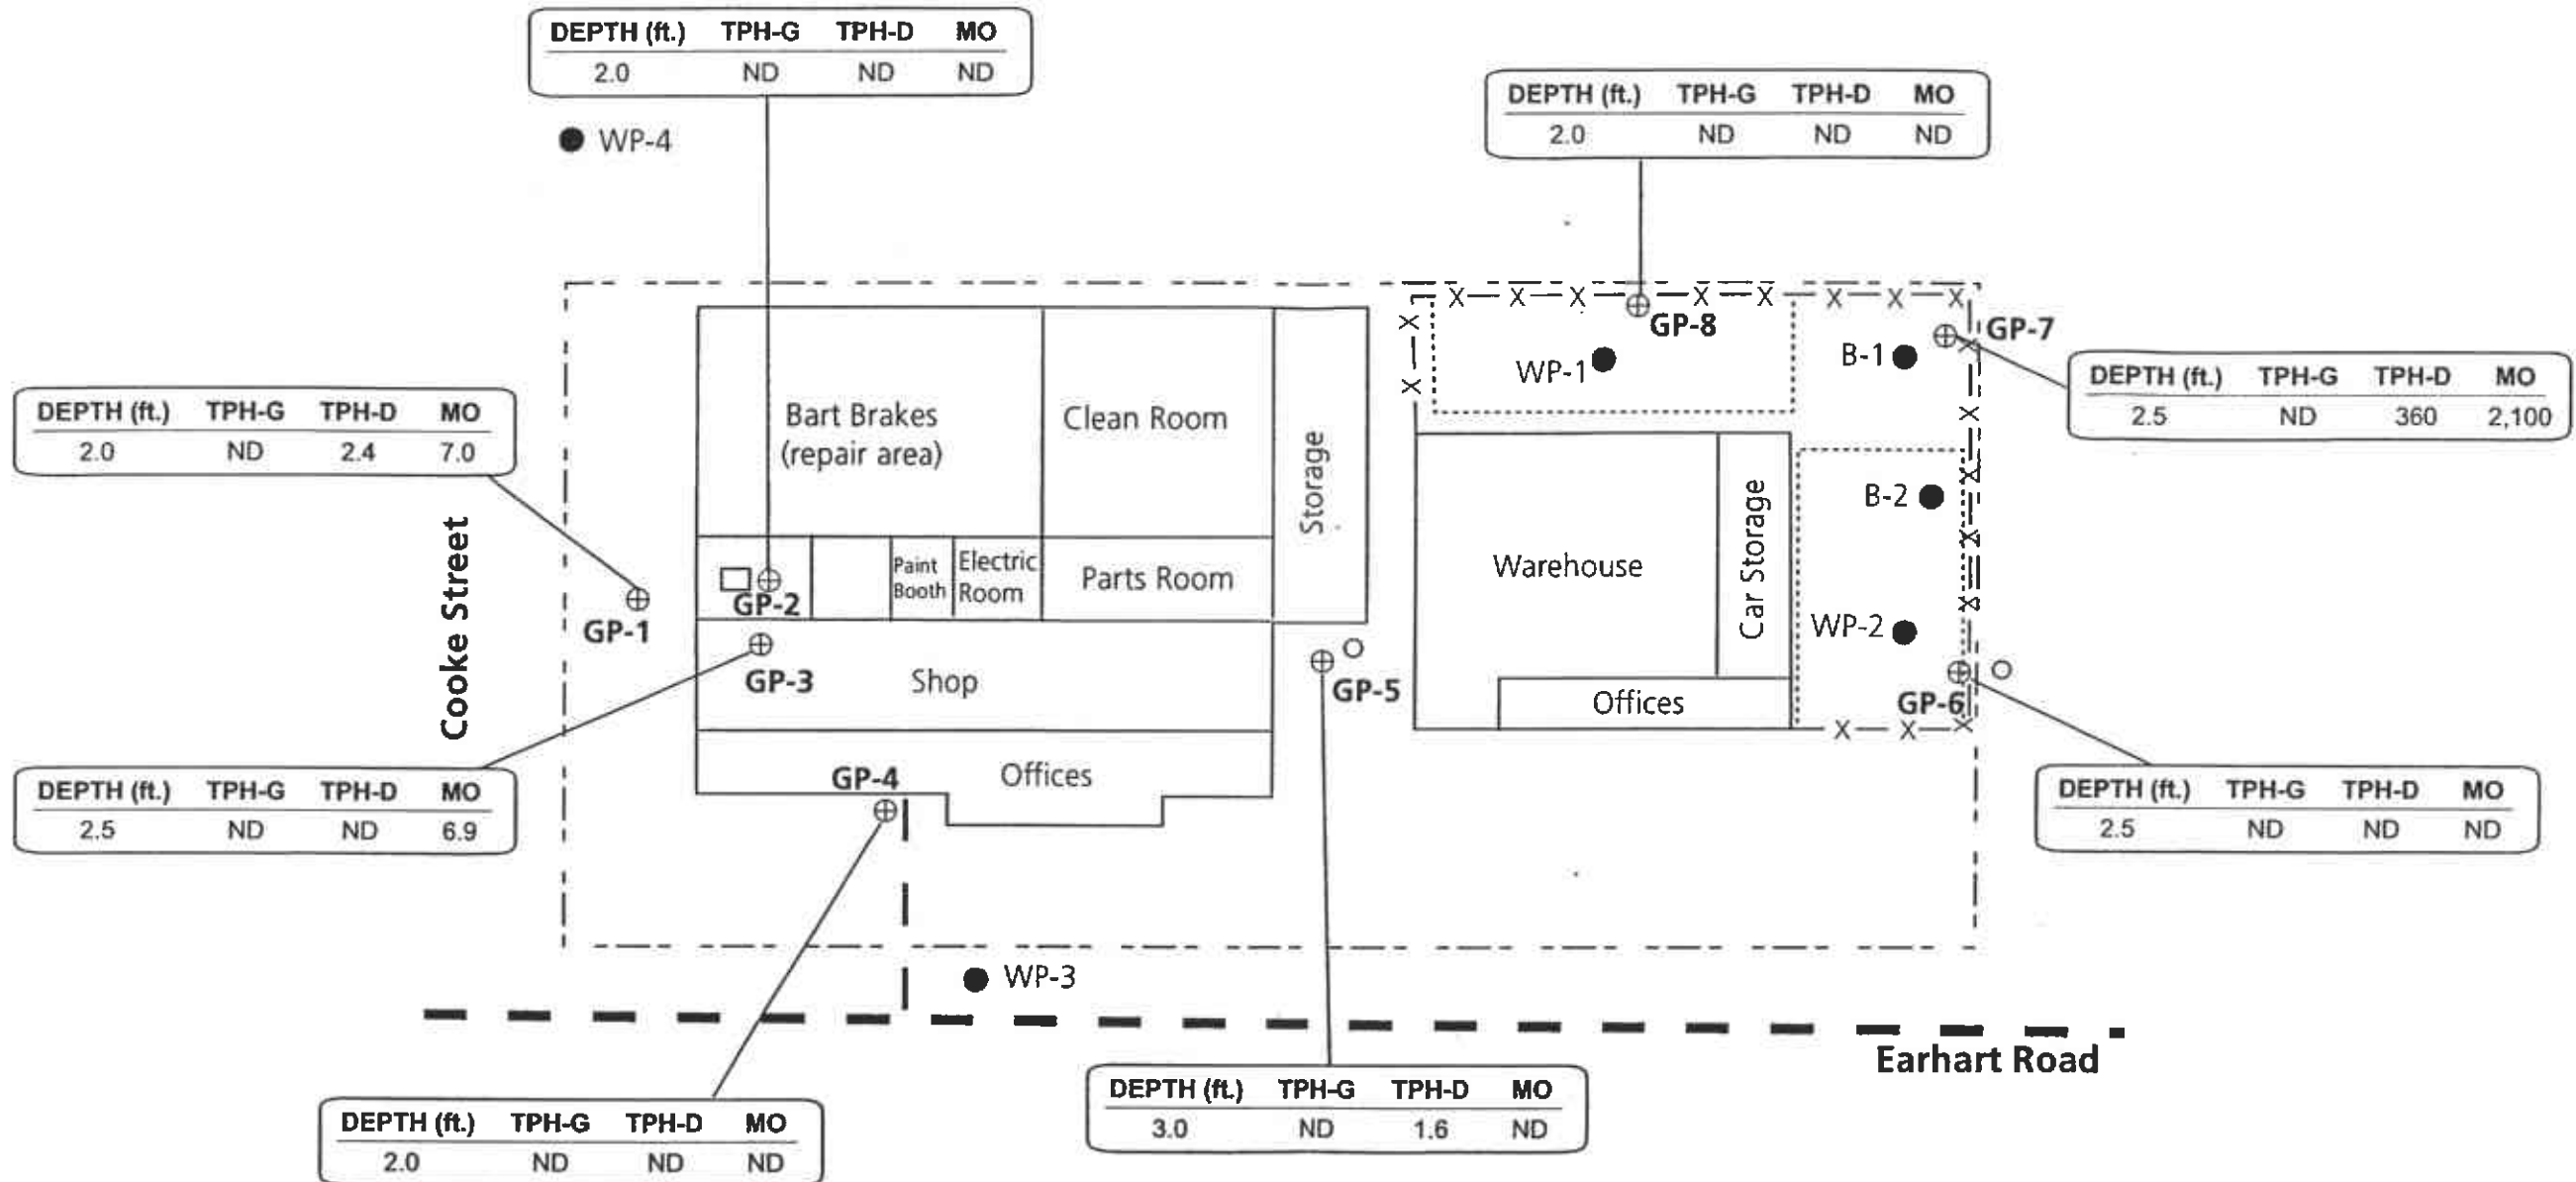 DEPTH (ft.) TPH-G TPH-D MO
2.0 ND ND ND
WP-4
DEPTH (ft.) TPH-G TPH-D MO
2.0 ND ND ND
X X X X X X X X
GP-8
GP-7
WP-1
B-1
DEPTH (ft.) TPH-G TPH-D MO
2.5 ND 360 2,100
DEPTH (ft.) TPH-G TPH-D MO
2.0 ND 2.4 7.0
Bart Brakes
(repair area)
Clean Room
Storage
B-2
Cooke Street
Paint
Booth
Electric
Room
Parts Room
Warehouse
Car Storage
GP-2
GP-1
WP-2
GP-3
Shop
GP-5
Offices
GP-6
X X X
GP-4
Offices
DEPTH (ft.) TPH-G TPH-D MO
2.5 ND ND 6.9
DEPTH (ft.) TPH-G TPH-D MO
2.5 ND ND ND
WP-3
Earhart Road
DEPTH (ft.) TPH-G TPH-D MO
3.0 ND 1.6 ND
DEPTH (ft.) TPH-G TPH-D MO
2.0 ND ND ND